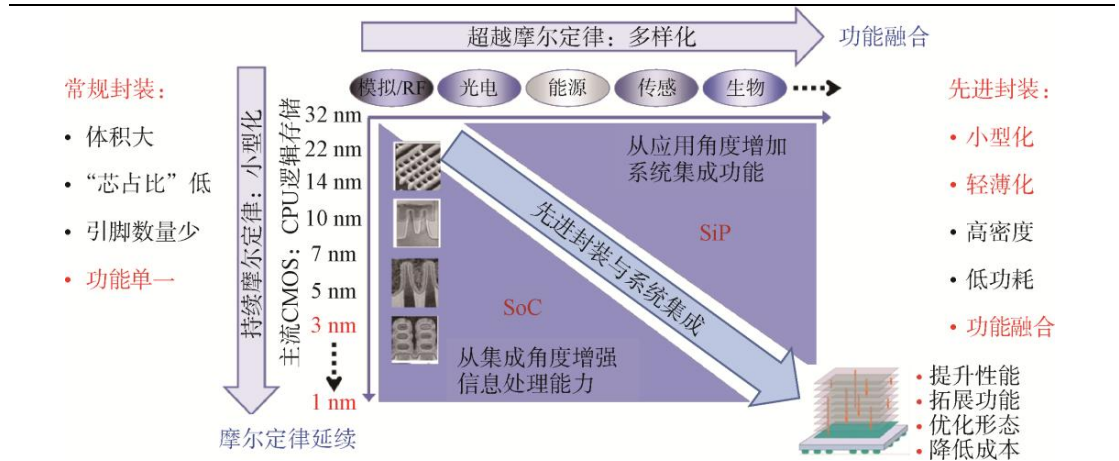 超越摩尔定律：多样化
功能融合
常规封装：
• 体积大
• “芯占比”低
• 引脚数量少
• 功能单一
持续摩尔定律：小型化
摩尔定律延续
主流CMOS：CPU逻辑存储
模拟/RF
光电
能源
传感
生物
32 nm
22 nm
14 nm
10 nm
7 nm
5 nm
3 nm
1 nm
从应用角度增加
系统集成功能
SiP
先进封装与系统集成
SoC
从集成角度增强
信息处理能力
先进封装：
• 小型化
• 轻薄化
• 高密度
• 低功耗
• 功能融合
• 提升性能
• 拓展功能
• 优化形态
• 降低成本